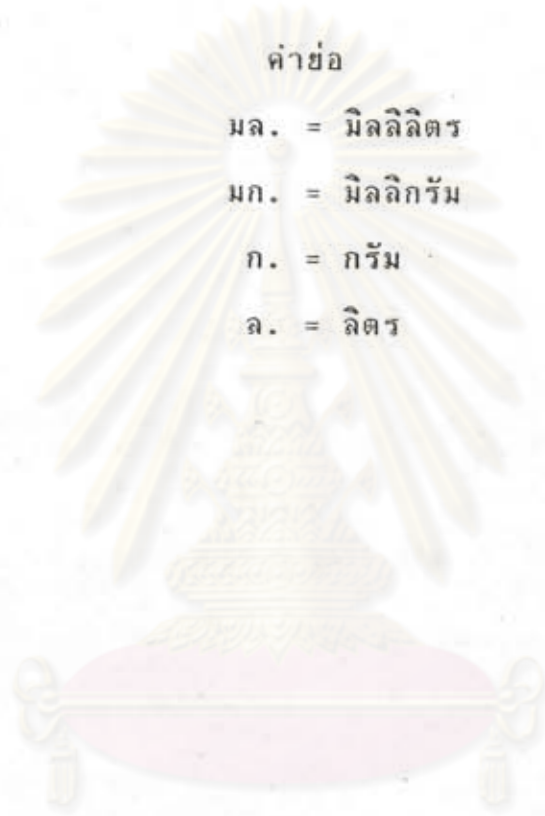 คำย่อ
มล. = มิลลิลิตร
มก. = มิลลิกรัม
ก. = กรัม
ล. = ลิตร